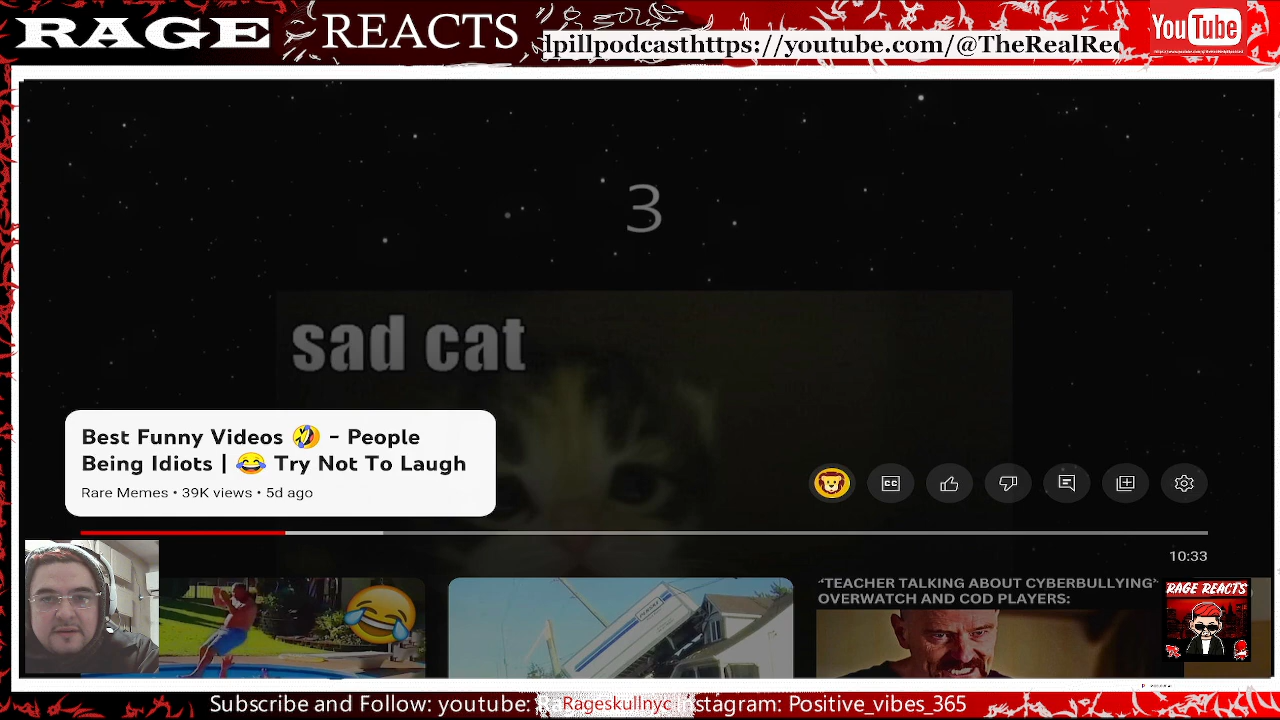 RAGE REACTS
lpillpodcasthttps://youtube.com/@TheRealRec
YouTube
3
sad cat
Best Funny Videos 🤣 - People
Being Idiots | 😂 Try Not To Laugh
Rare Memes • 39K views • 5d ago
CC
10:33
"TEACHER TALKING ABOUT CYBERBULLYING"
OVERWATCH AND COD PLAYERS:
RAGE REACTS
Subscribe and Follow: youtube: Rageskullnyc Instagram: Positive_vibes_365